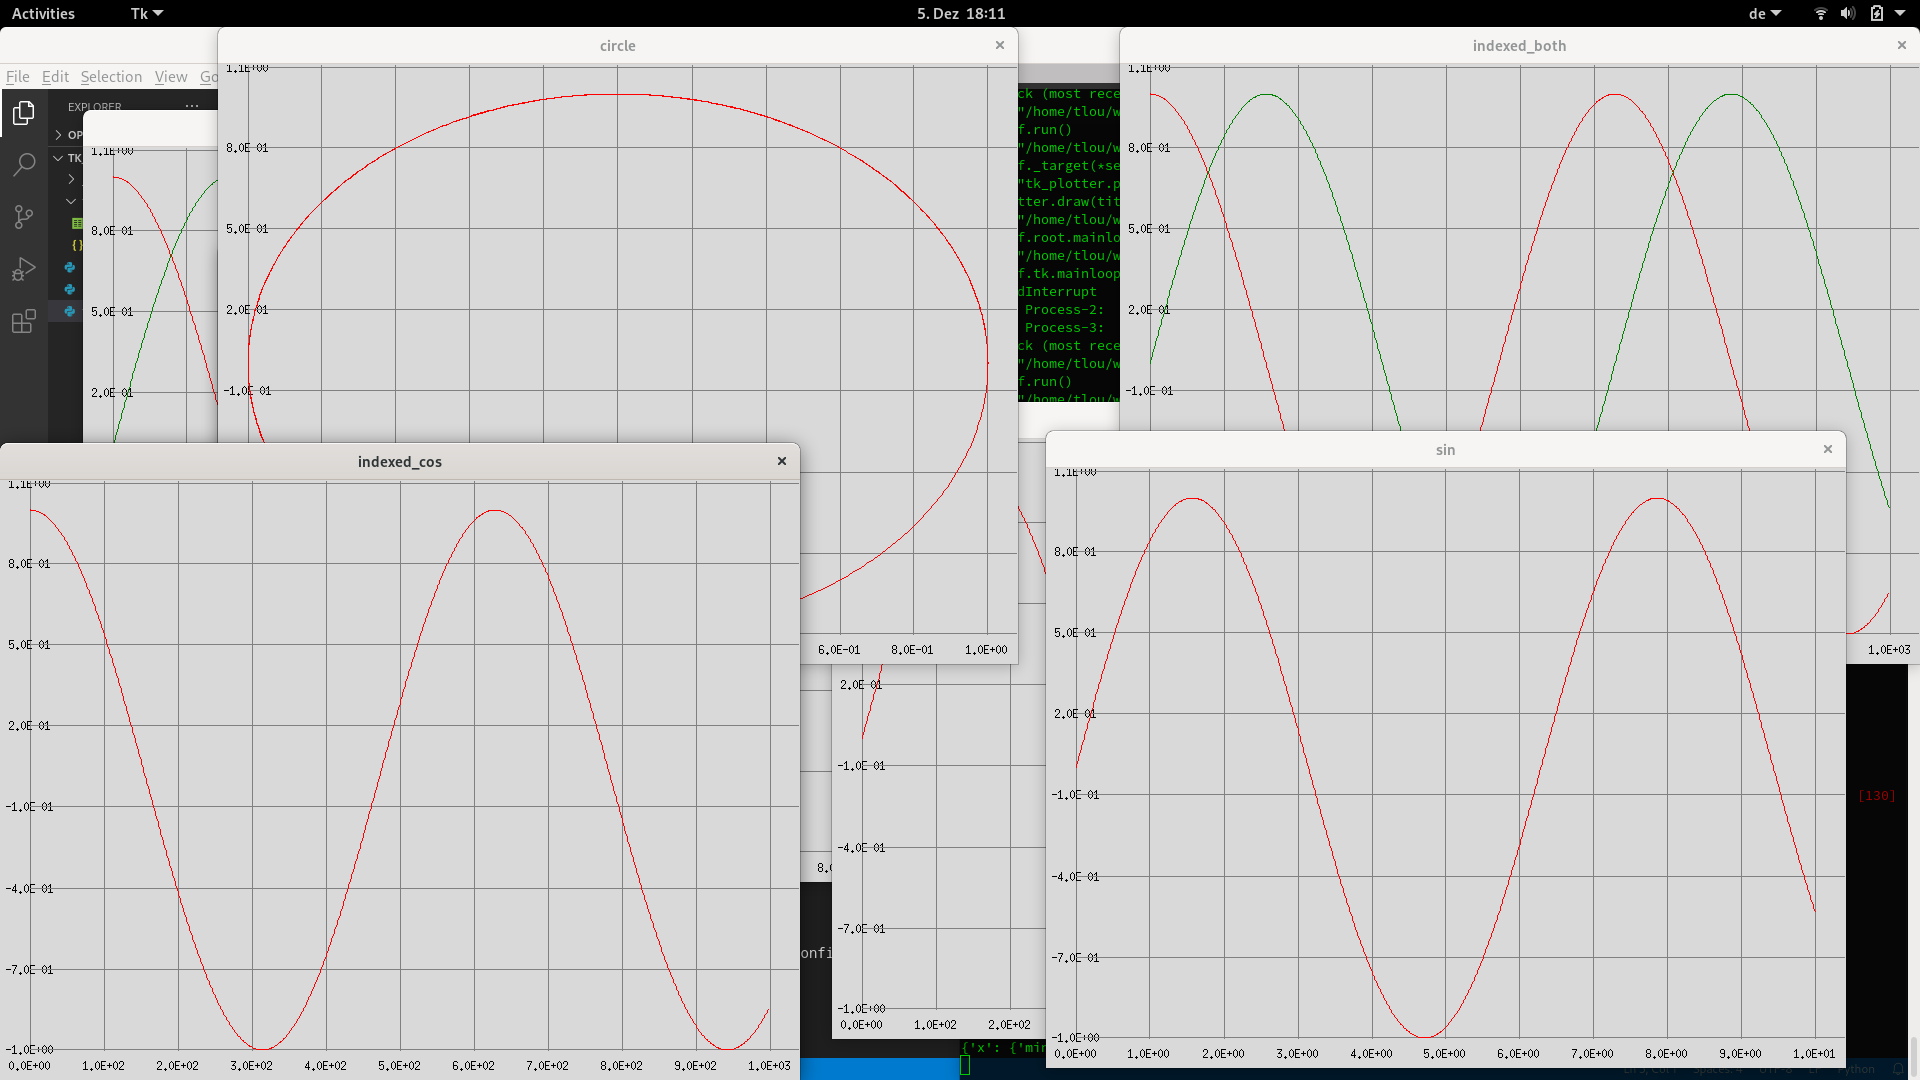 Activities
Tk
5. Dez 18:11
de
circle
indexed_both
File Edit Selection View Go
EXPLORER ...
OP
TK
1.1E+00
8.0E-01
5.0E-01
2.0E-01
1.1E+00
8.0E-01
5.0E-01
2.0E-01
-1.0E-01
6.0E-01 8.0E-01 1.0E+00
ck (most rece
"/home/tlou/w
f.run()
"/home/tlou/w
f._target(*se
"tk_plotter.p
tter.draw(tit
"/home/tlou/w
f.root.mainlo
"/home/tlou/w
f.tk.mainloop
dInterrupt
Process-2:
Process-3:
ck (most rece
"/home/tlou/w
f.run()
"/home/tlou/w
1.1E+00
8.0E-01
5.0E-01
2.0E-01
-1.0E-01
1.0E+03
indexed_cos
1.1E+00
8.0E-01
5.0E-01
2.0E-01
-1.0E-01
-4.0E-01
-7.0E-01
-1.0E+00
0.0E+00 1.0E+02 2.0E+02 3.0E+02 4.0E+02 5.0E+02 6.0E+02 7.0E+02 8.0E+02 9.0E+02 1.0E+03
8.0
onfi
2.0E-01
-1.0E-01
-4.0E-01
-7.0E-01
-1.0E+00
0.0E+00 1.0E+02 2.0E+02
{'x': {'min
sin
1.1E+00
8.0E-01
5.0E-01
2.0E-01
-1.0E-01
-4.0E-01
-7.0E-01
-1.0E+00
0.0E+00 1.0E+00 2.0E+00 3.0E+00 4.0E+00 5.0E+00 6.0E+00 7.0E+00 8.0E+00 9.0E+00 1.0E+01
[130]
Spaces: 4 UTF-8 LF Python